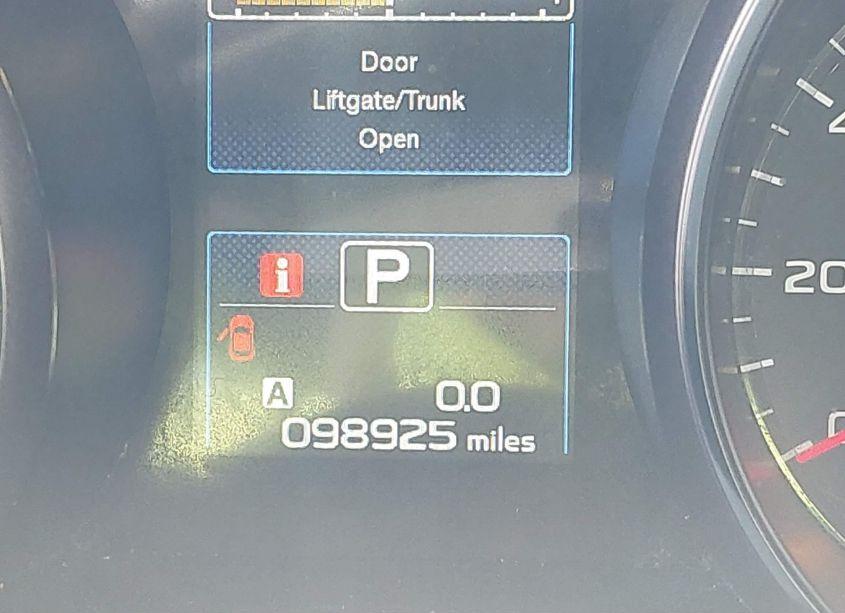 Door
Liftgate/Trunk
Open
i P
20
A 0.0
098925 miles